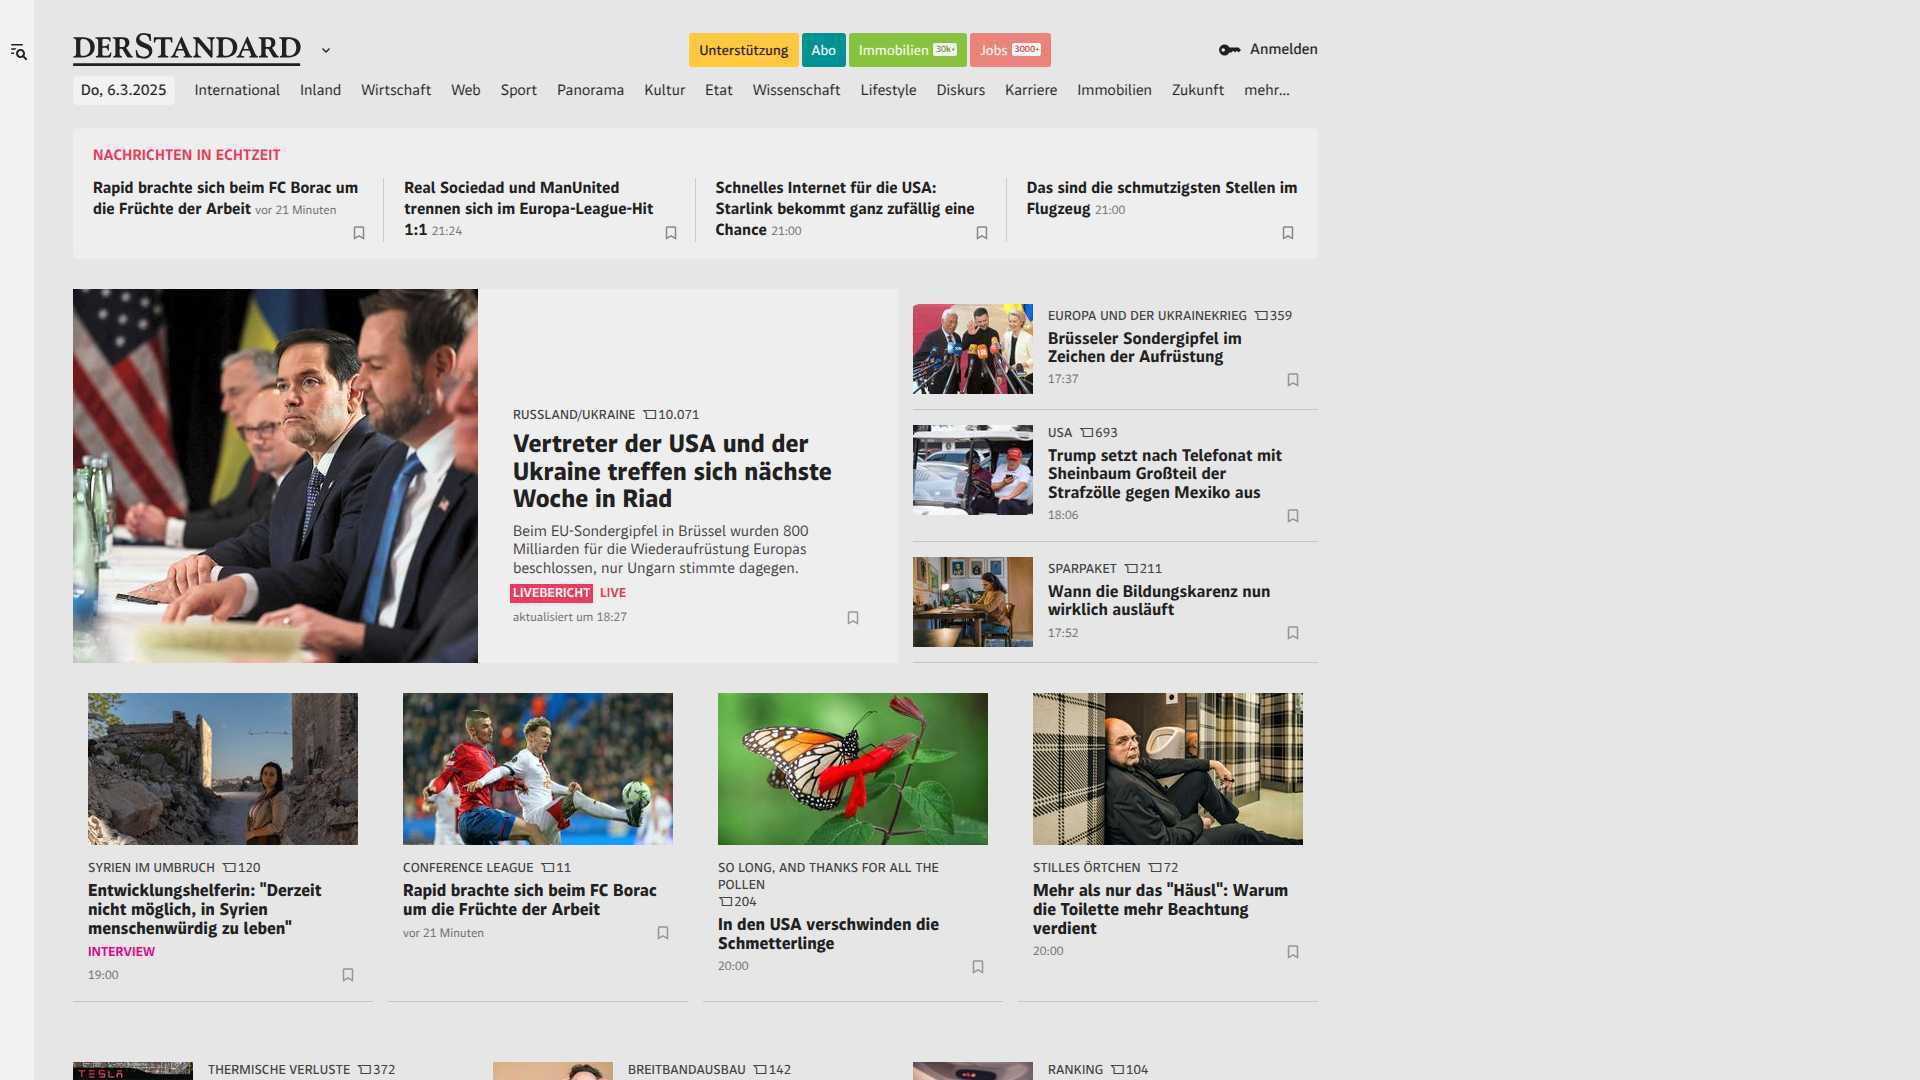 DERSTANDARD
Unterstützung
Abo
Immobilien 30k+
Jobs 3000+
Anmelden
Do, 6.3.2025
International
Inland
Wirtschaft
Web
Sport
Panorama
Kultur
Etat
Wissenschaft
Lifestyle
Diskurs
Karriere
Immobilien
Zukunft
mehr...
NACHRICHTEN IN ECHTZEIT
Rapid brachte sich beim FC Borac um
die Früchte der Arbeit vor 21 Minuten
Real Sociedad und ManUnited
trennen sich im Europa-League-Hit
1:1 21:24
Schnelles Internet für die USA:
Starlink bekommt ganz zufällig eine
Chance 21:00
Das sind die schmutzigsten Stellen im
Flugzeug 21:00
RUSSLAND/UKRAINE 10.071
Vertreter der USA und der
Ukraine treffen sich nächste
Woche in Riad
Beim EU-Sondergipfel in Brüssel wurden 800
Milliarden für die Wiederaufrüstung Europas
beschlossen, nur Ungarn stimmte dagegen.
LIVEBERICHT LIVE
aktualisiert um 18:27
EUROPA UND DER UKRAINEKRIEG 359
Brüsseler Sondergipfel im
Zeichen der Aufrüstung
17:37
USA 693
Trump setzt nach Telefonat mit
Sheinbaum Großteil der
Strafzölle gegen Mexiko aus
18:06
SPARPAKET 211
Wann die Bildungskarenz nun
wirklich ausläuft
17:52
SYRIEN IM UMBRUCH 120
Entwicklungshelferin: "Derzeit
nicht möglich, in Syrien
menschenwürdig zu leben"
INTERVIEW
19:00
CONFERENCE LEAGUE 11
Rapid brachte sich beim FC Borac
um die Früchte der Arbeit
vor 21 Minuten
SO LONG, AND THANKS FOR ALL THE
POLLEN
204
In den USA verschwinden die
Schmetterlinge
20:00
STILLES ÖRTCHEN 72
Mehr als nur das "Häusl": Warum
die Toilette mehr Beachtung
verdient
20:00
TESLA
THERMISCHE VERLUSTE 372
BREITBANDAUSBAU 142
RANKING 104